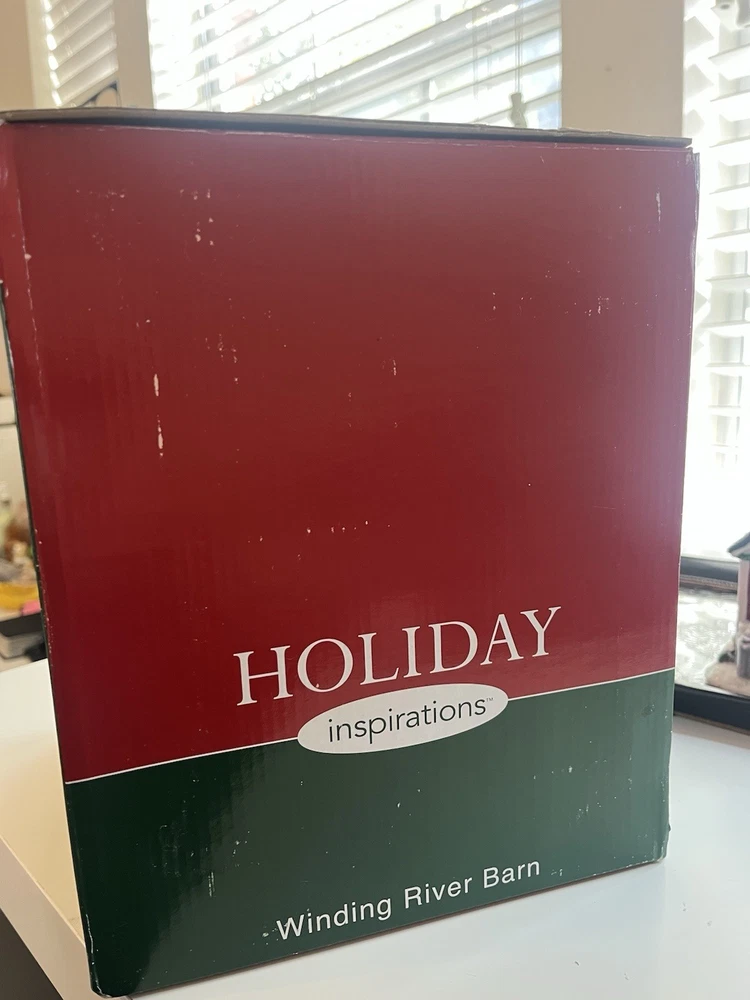 HOLIDAY
inspirations™
Winding River Barn